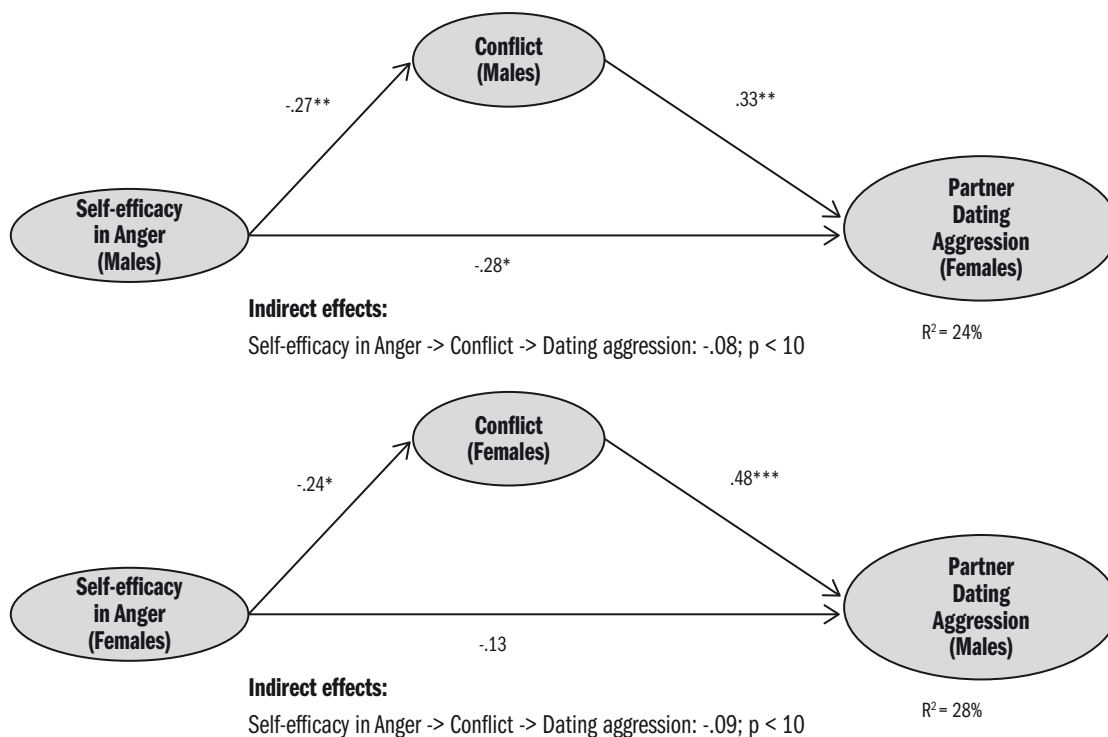 Conflict
(Males)
-.27**
.33**
Self-efficacy
in Anger
(Males)
Partner
Dating
Aggression
(Females)
-.28*
Indirect effects:
Self-efficacy in Anger -> Conflict -> Dating aggression: -.08; p < 10
R² = 24%
Conflict
(Females)
-.24*
.48***
Self-efficacy
in Anger
(Females)
Partner
Dating
Aggression
(Males)
-.13
Indirect effects:
Self-efficacy in Anger -> Conflict -> Dating aggression: -.09; p < 10
R² = 28%